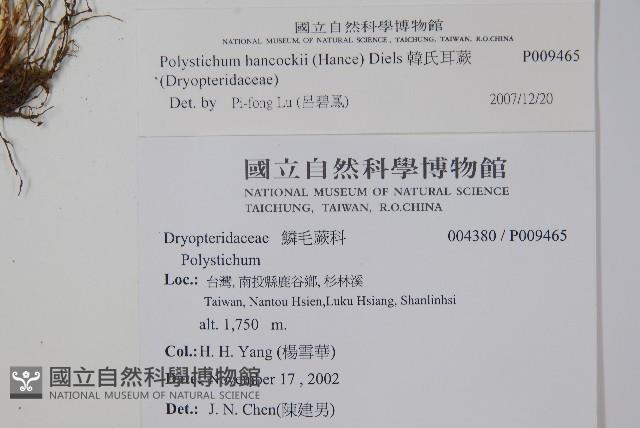 國立自然科學博物館
NATIONAL MUSEUM OF NATURAL SCIENCE, TAICHUNG, TAIWAN, R.O.CHINA
Polystichum hancockii (Hance) Diels 韓氏耳蕨 P009465
(Dryopteridaceae)
Det. by Pi-fong Lu (呂碧鳳) 2007/12/20
國立自然科學博物館
NATIONAL MUSEUM OF NATURAL SCIENCE
TAICHUNG, TAIWAN, R.O.CHINA
Dryopteridaceae 鱗毛蕨科 004380 / P009465
Polystichum
Loc.: 台灣, 南投縣鹿谷鄉, 杉林溪
Taiwan, Nantou Hsien,Luku Hsiang, Shanlinhsi
alt. 1,750 m.
Col.: H. H. Yang (楊雪華)
Date: November 17 , 2002
國立自然科學博物館
NATIONAL MUSEUM OF NATURAL SCIENCE
Det.: J. N. Chen(陳建男)